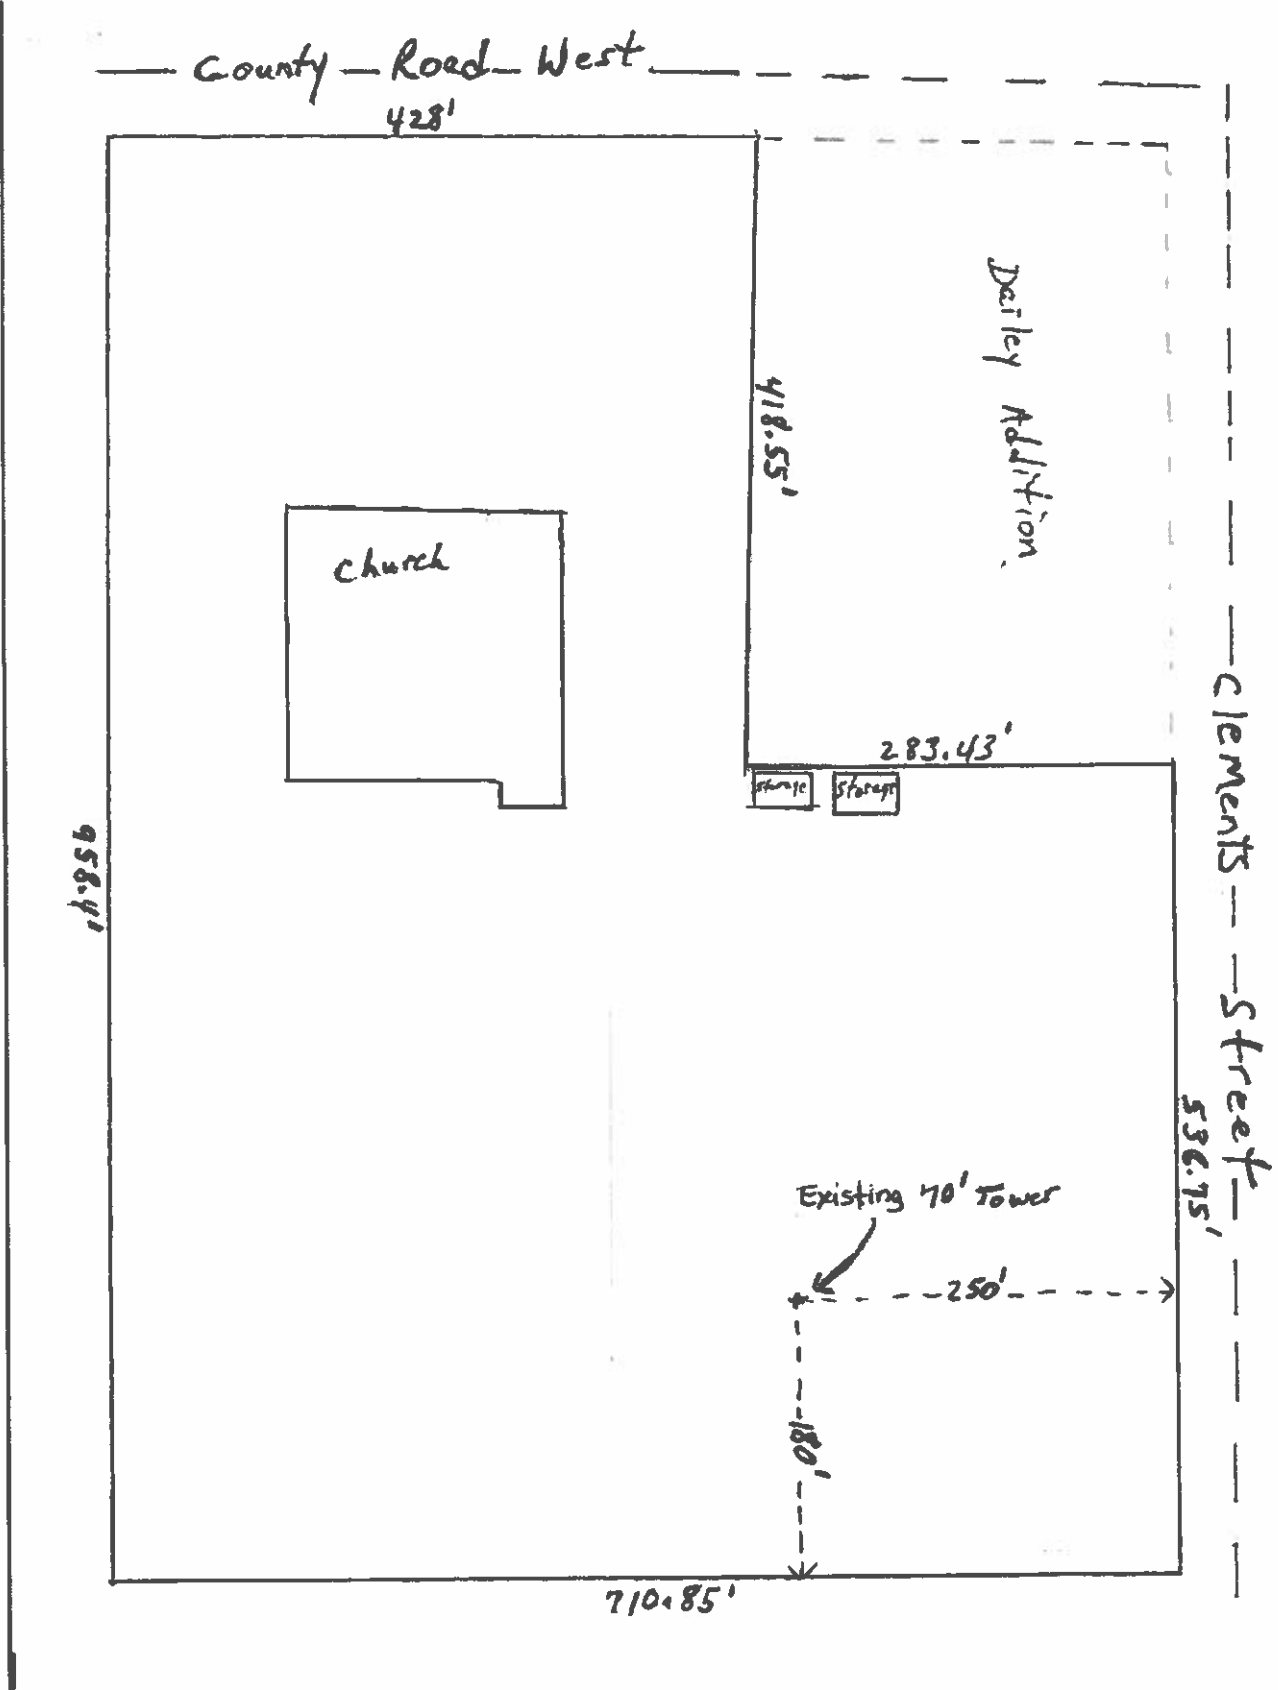 County Road West
428'
Dailey Addition
418.55'
Church
283.43'
storage
storage
Clements Street
958.4'
536.75'
Existing 70' Tower
250'
180'
710.85'